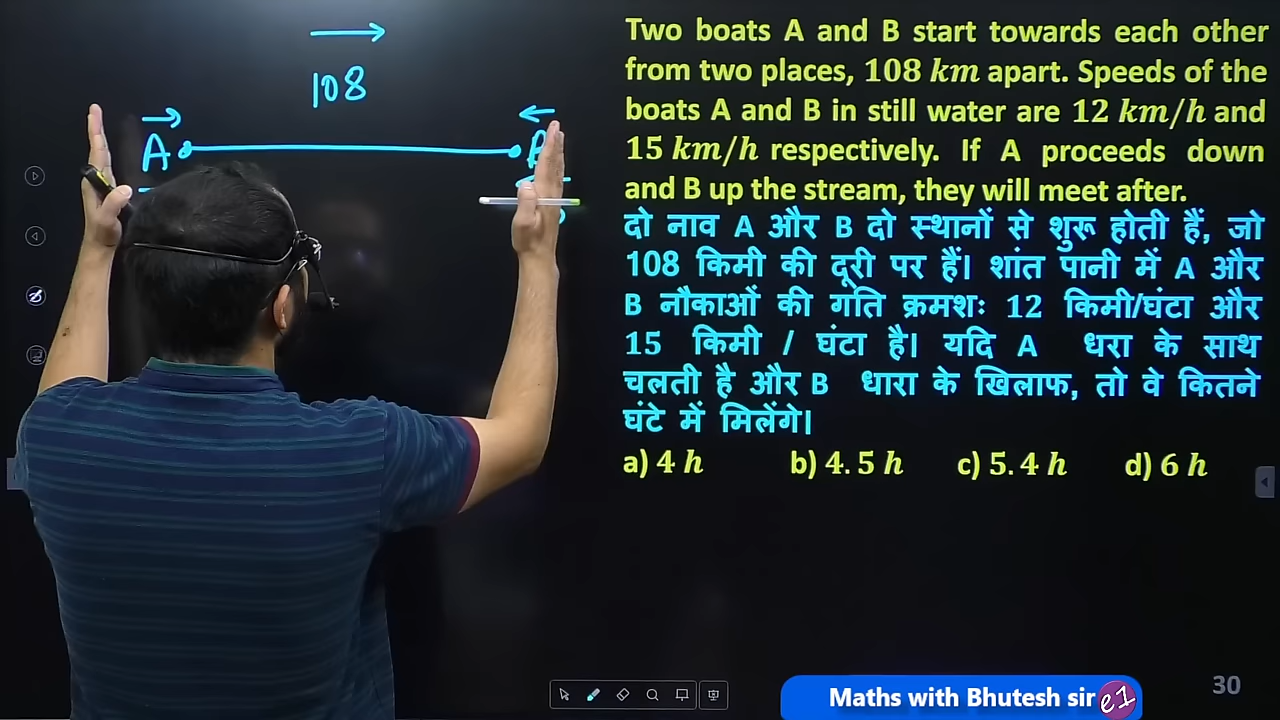 108
A
B
Two boats A and B start towards each other
from two places, 108 km apart. Speeds of the
boats A and B in still water are 12 km/h and
15 km/h respectively. If A proceeds down
and B up the stream, they will meet after.
दो नाव A और B दो स्थानों से शुरू होती हैं, जो
108 किमी की दूरी पर हैं। शांत पानी में A और
B नौकाओं की गति क्रमशः 12 किमी/घंटा और
15 किमी / घंटा है। यदि A धरा के साथ
चलती है और B धारा के खिलाफ, तो वे कितने
घंटे में मिलेंगे।
a) 4 h b) 4.5 h c) 5.4 h d) 6 h
Maths with Bhutesh sir e1
30